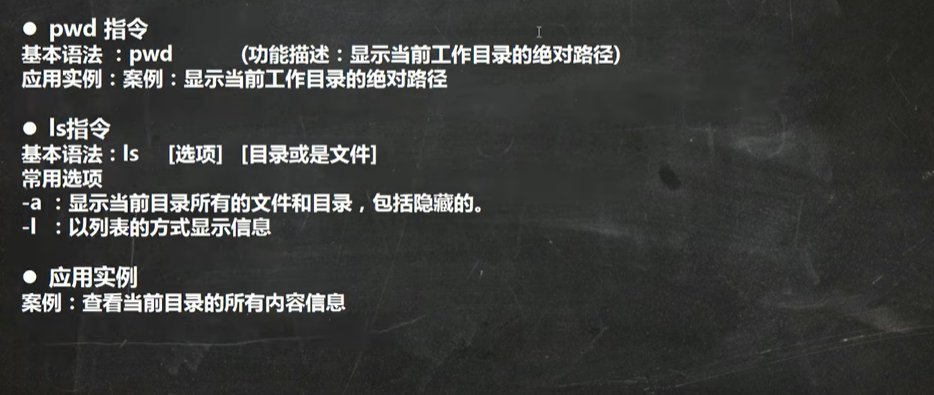 ● pwd 指令
基本语法 ：pwd (功能描述：显示当前工作目录的绝对路径)
应用实例：案例：显示当前工作目录的绝对路径
● ls指令
基本语法：ls [选项] [目录或是文件]
常用选项
-a ：显示当前目录所有的文件和目录，包括隐藏的。
-l ：以列表的方式显示信息
● 应用实例
案例：查看当前目录的所有内容信息